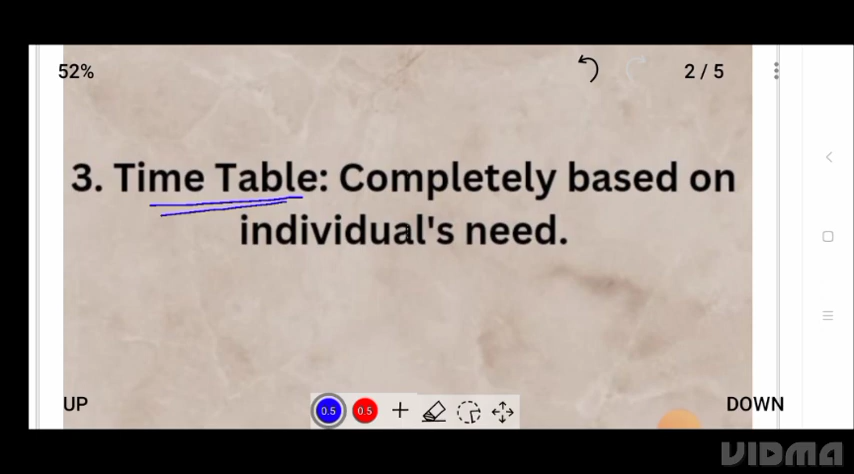 52%
2 / 5
3. Time Table: Completely based on
individual's need.
UP
DOWN
0.5
0.5
VIDMA